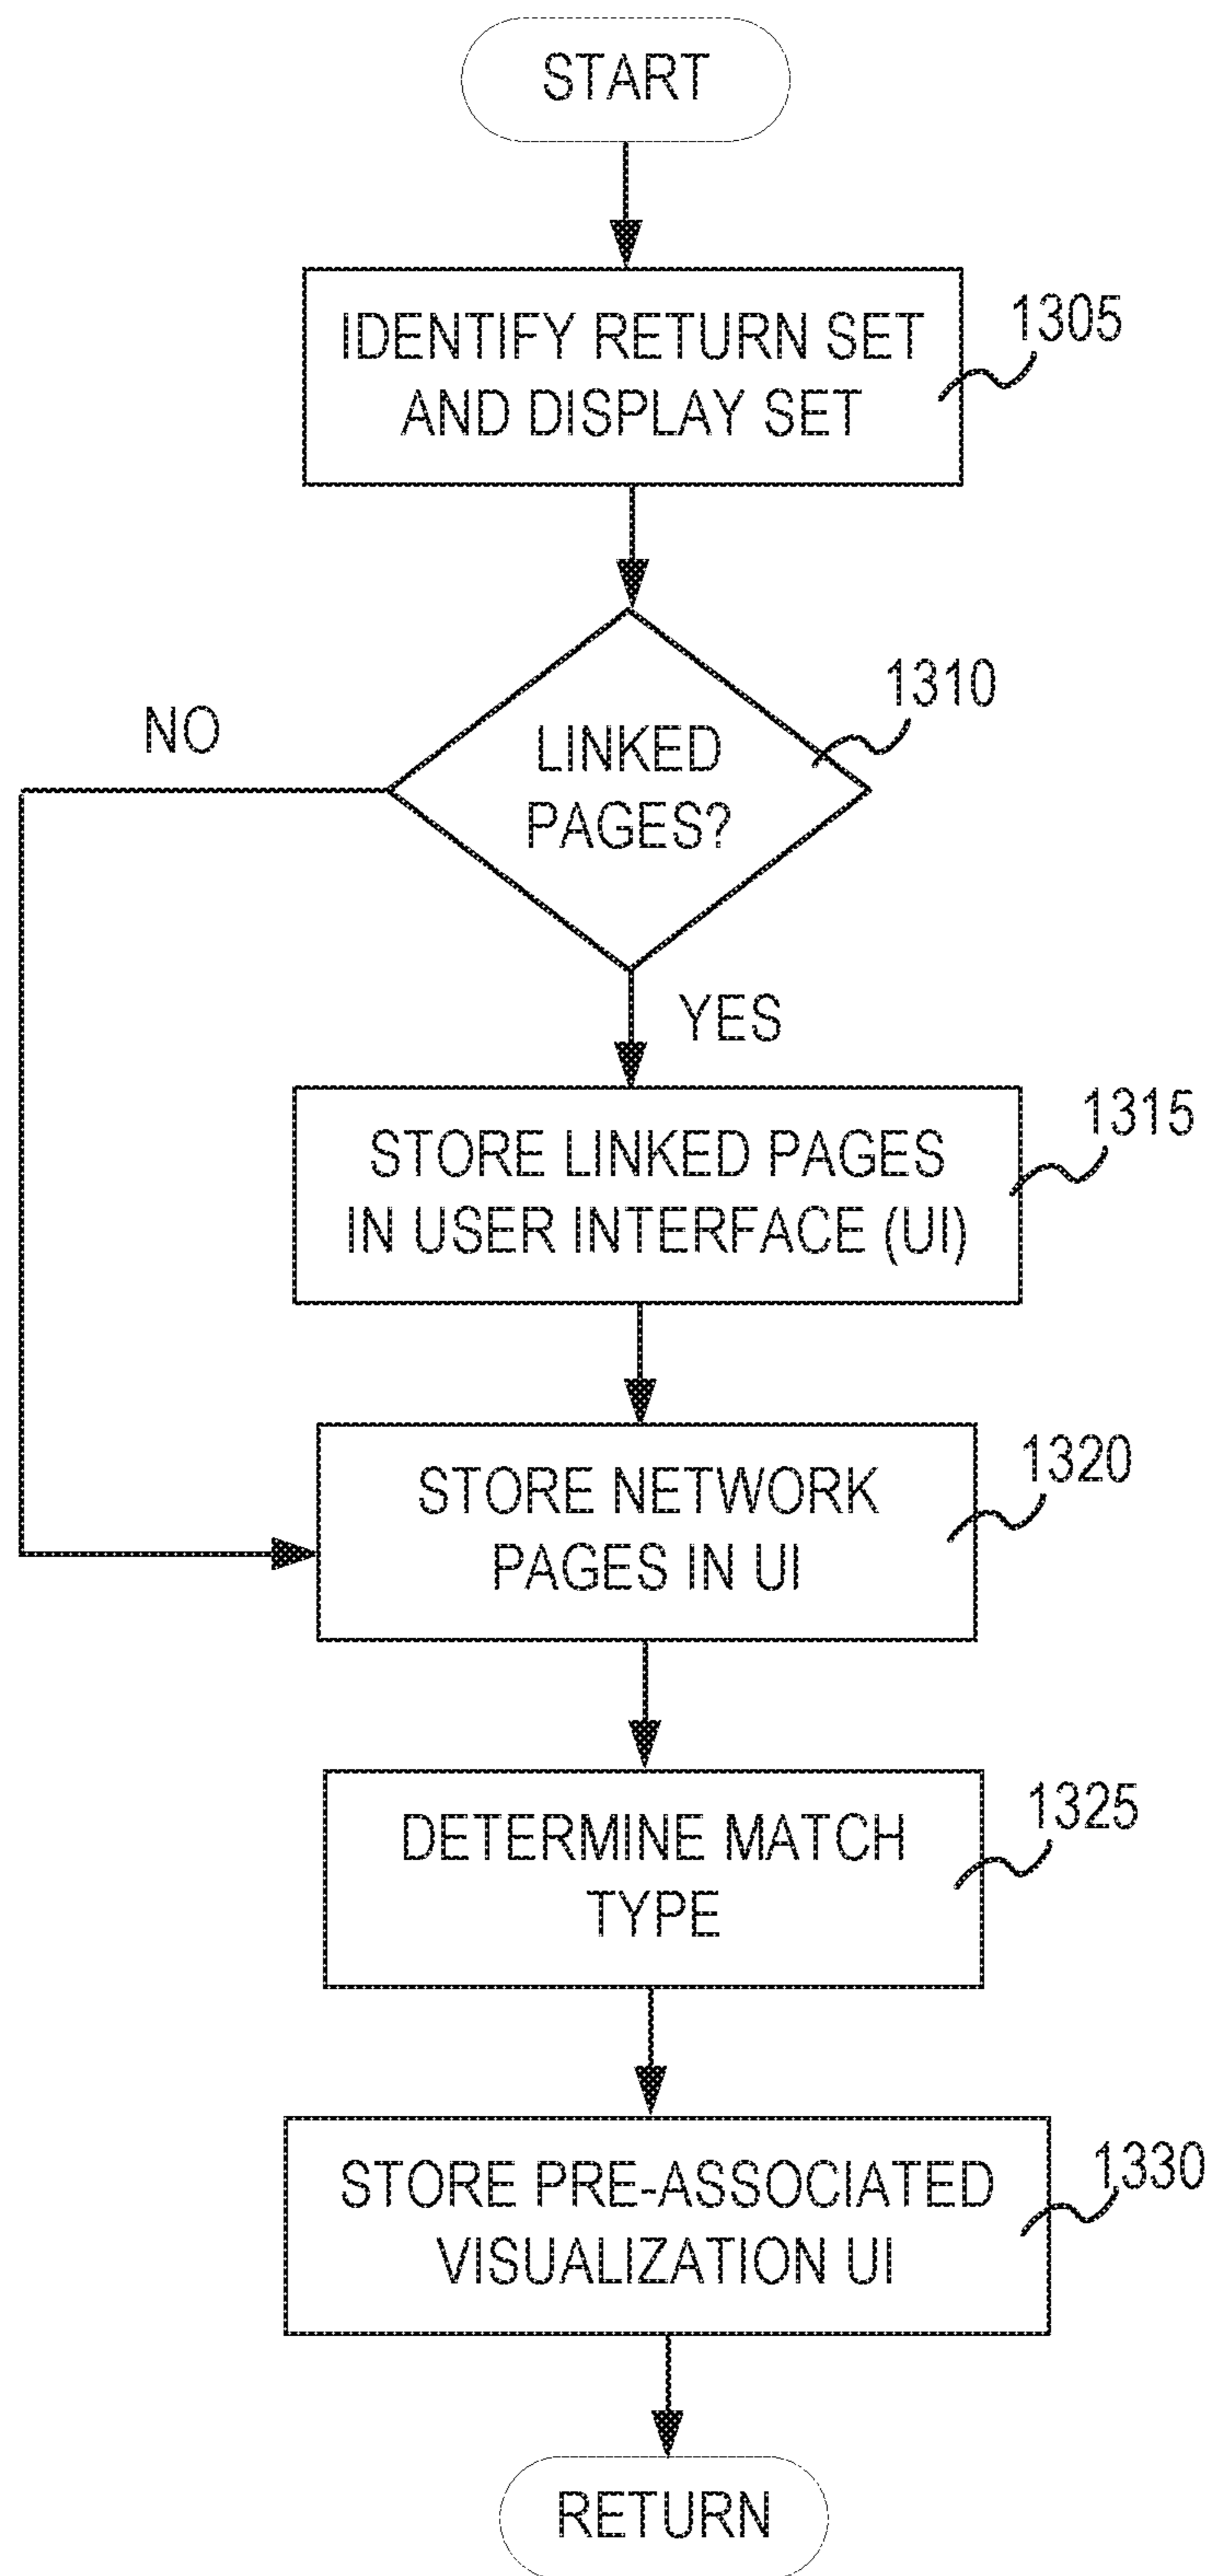 START
IDENTIFY RETURN SET
AND DISPLAY SET
1305
LINKED
PAGES?
1310
NO
YES
STORE LINKED PAGES
IN USER INTERFACE (UI)
1315
STORE NETWORK
PAGES IN UI
1320
DETERMINE MATCH
TYPE
1325
STORE PRE-ASSOCIATED
VISUALIZATION UI
1330
RETURN